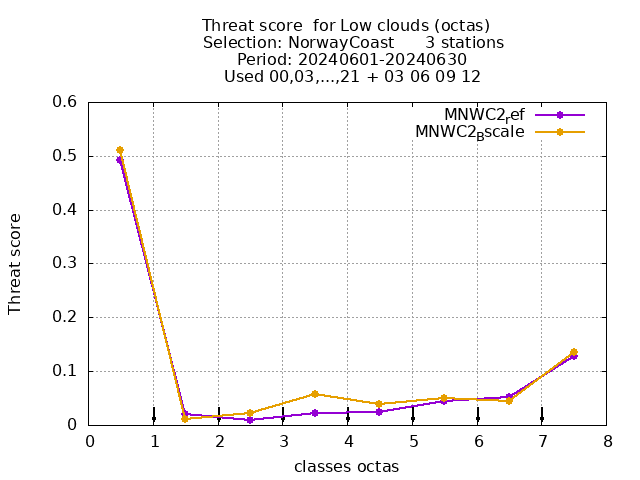 Threat score  for Low clouds (octas)
Selection: NorwayCoast      3 stations
Period: 20240601-20240630
Used 00,03,...,21 + 03 06 09 12
MNWC2ref
MNWC2Bscale
0.6
0.5
0.4
0.3
0.2
0.1
0
Threat score
0 1 2 3 4 5 6 7 8
classes octas